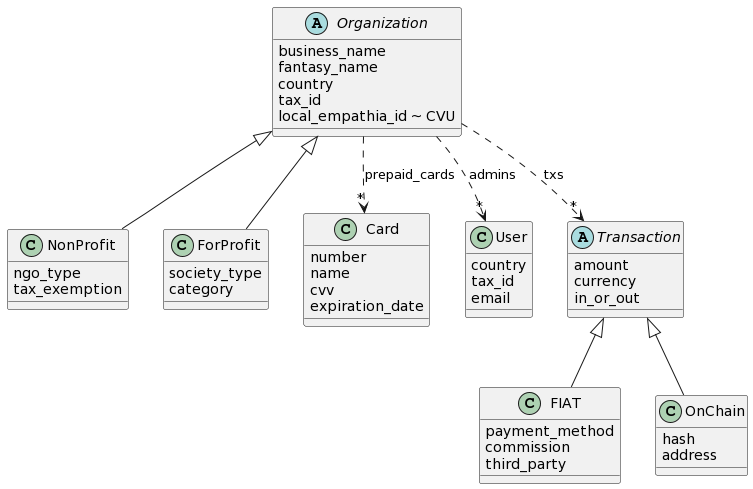 A Organization
business_name
fantasy_name
country
tax_id
local_empathia_id ~ CVU
prepaid_cards
admins
txs
*
*
*
C NonProfit
ngo_type
tax_exemption
C ForProfit
society_type
category
C Card
number
name
cvv
expiration_date
C User
country
tax_id
email
A Transaction
amount
currency
in_or_out
C FIAT
payment_method
commission
third_party
C OnChain
hash
address